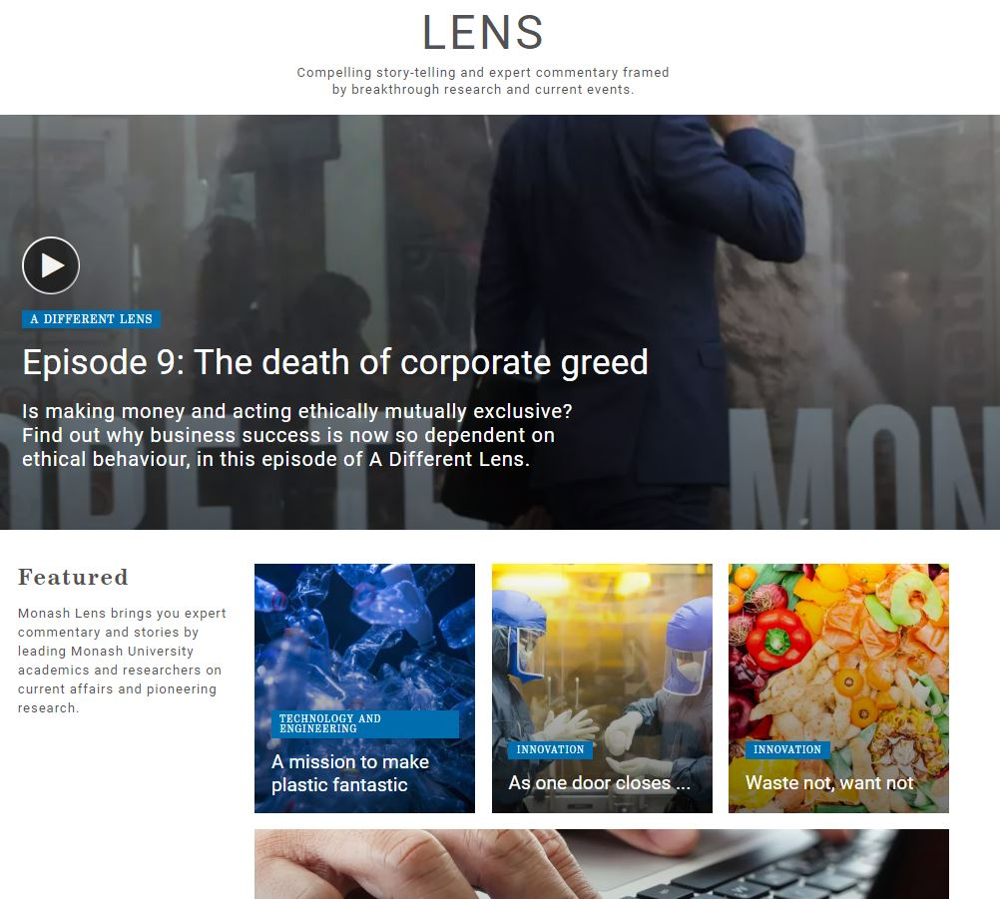 LENS
Compelling story-telling and expert commentary framed
by breakthrough research and current events.
A DIFFERENT LENS
Episode 9: The death of corporate greed
Is making money and acting ethically mutually exclusive?
Find out why business success is now so dependent on
ethical behaviour, in this episode of A Different Lens.
Featured
Monash Lens brings you expert
commentary and stories by
leading Monash University
academics and researchers on
current affairs and pioneering
research.
TECHNOLOGY AND
ENGINEERING
A mission to make
plastic fantastic
INNOVATION
As one door closes ...
INNOVATION
Waste not, want not